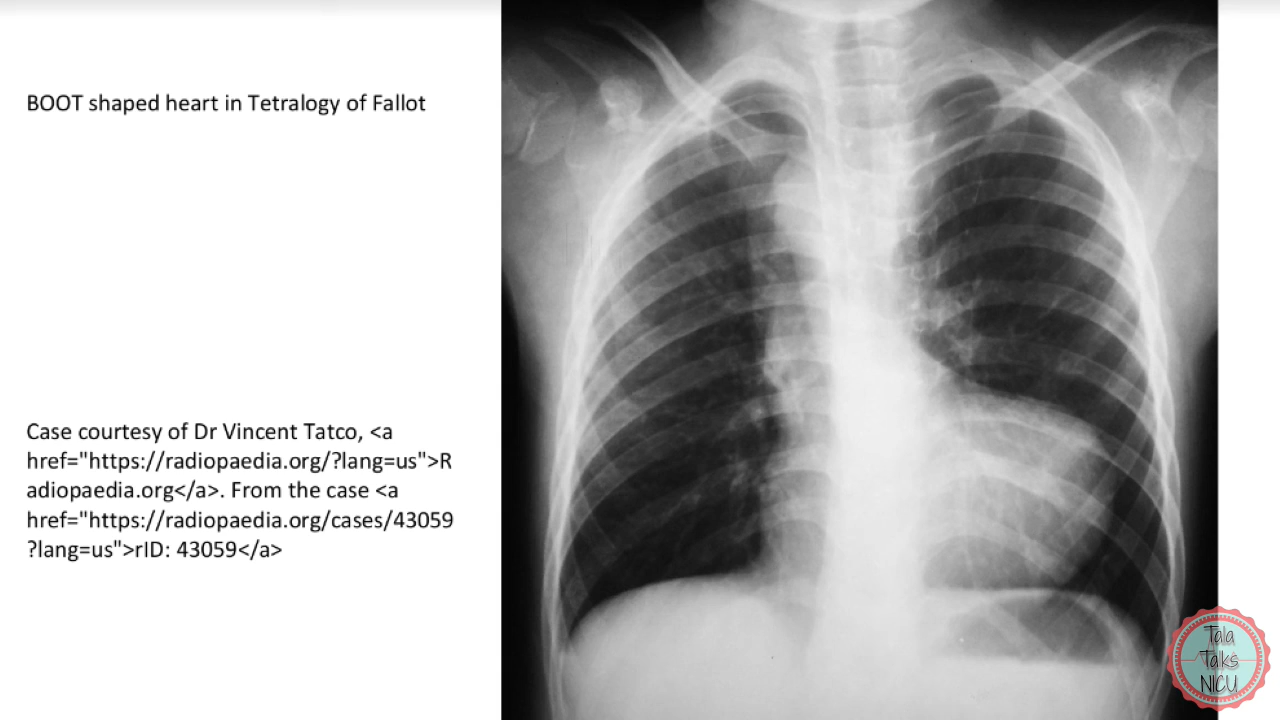 BOOT shaped heart in Tetralogy of Fallot
Case courtesy of Dr Vincent Tatco, <a
href="https://radiopaedia.org/?lang=us">R
adiopaedia.org</a>. From the case <a
href="https://radiopaedia.org/cases/43059
?lang=us">rID: 43059</a>
Tala
Talks
NICU